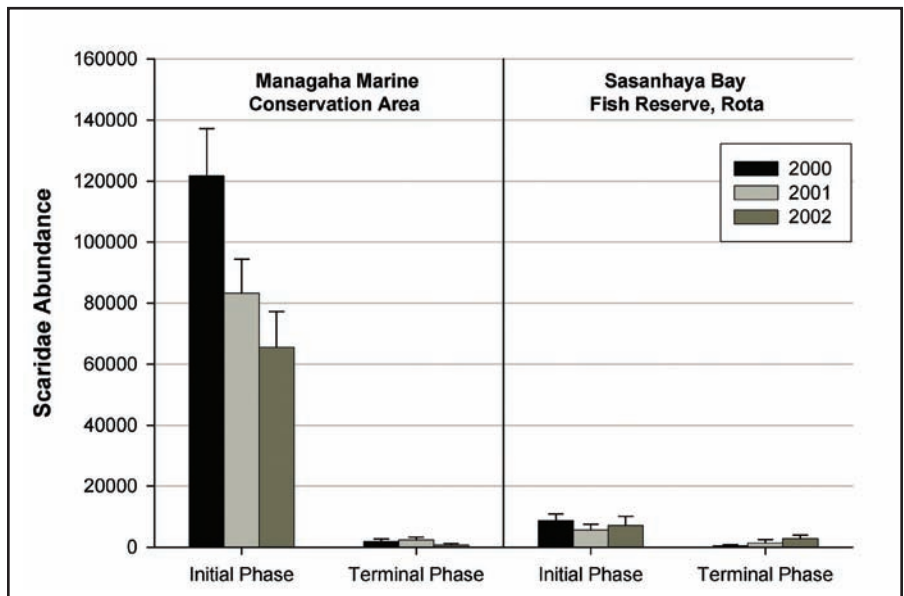 160000
140000
120000
100000
80000
60000
40000
20000
0
Scaridae Abundance
Managaha Marine
Conservation Area
Sasanhaya Bay
Fish Reserve, Rota
2000
2001
2002
Initial Phase
Terminal Phase
Initial Phase
Terminal Phase